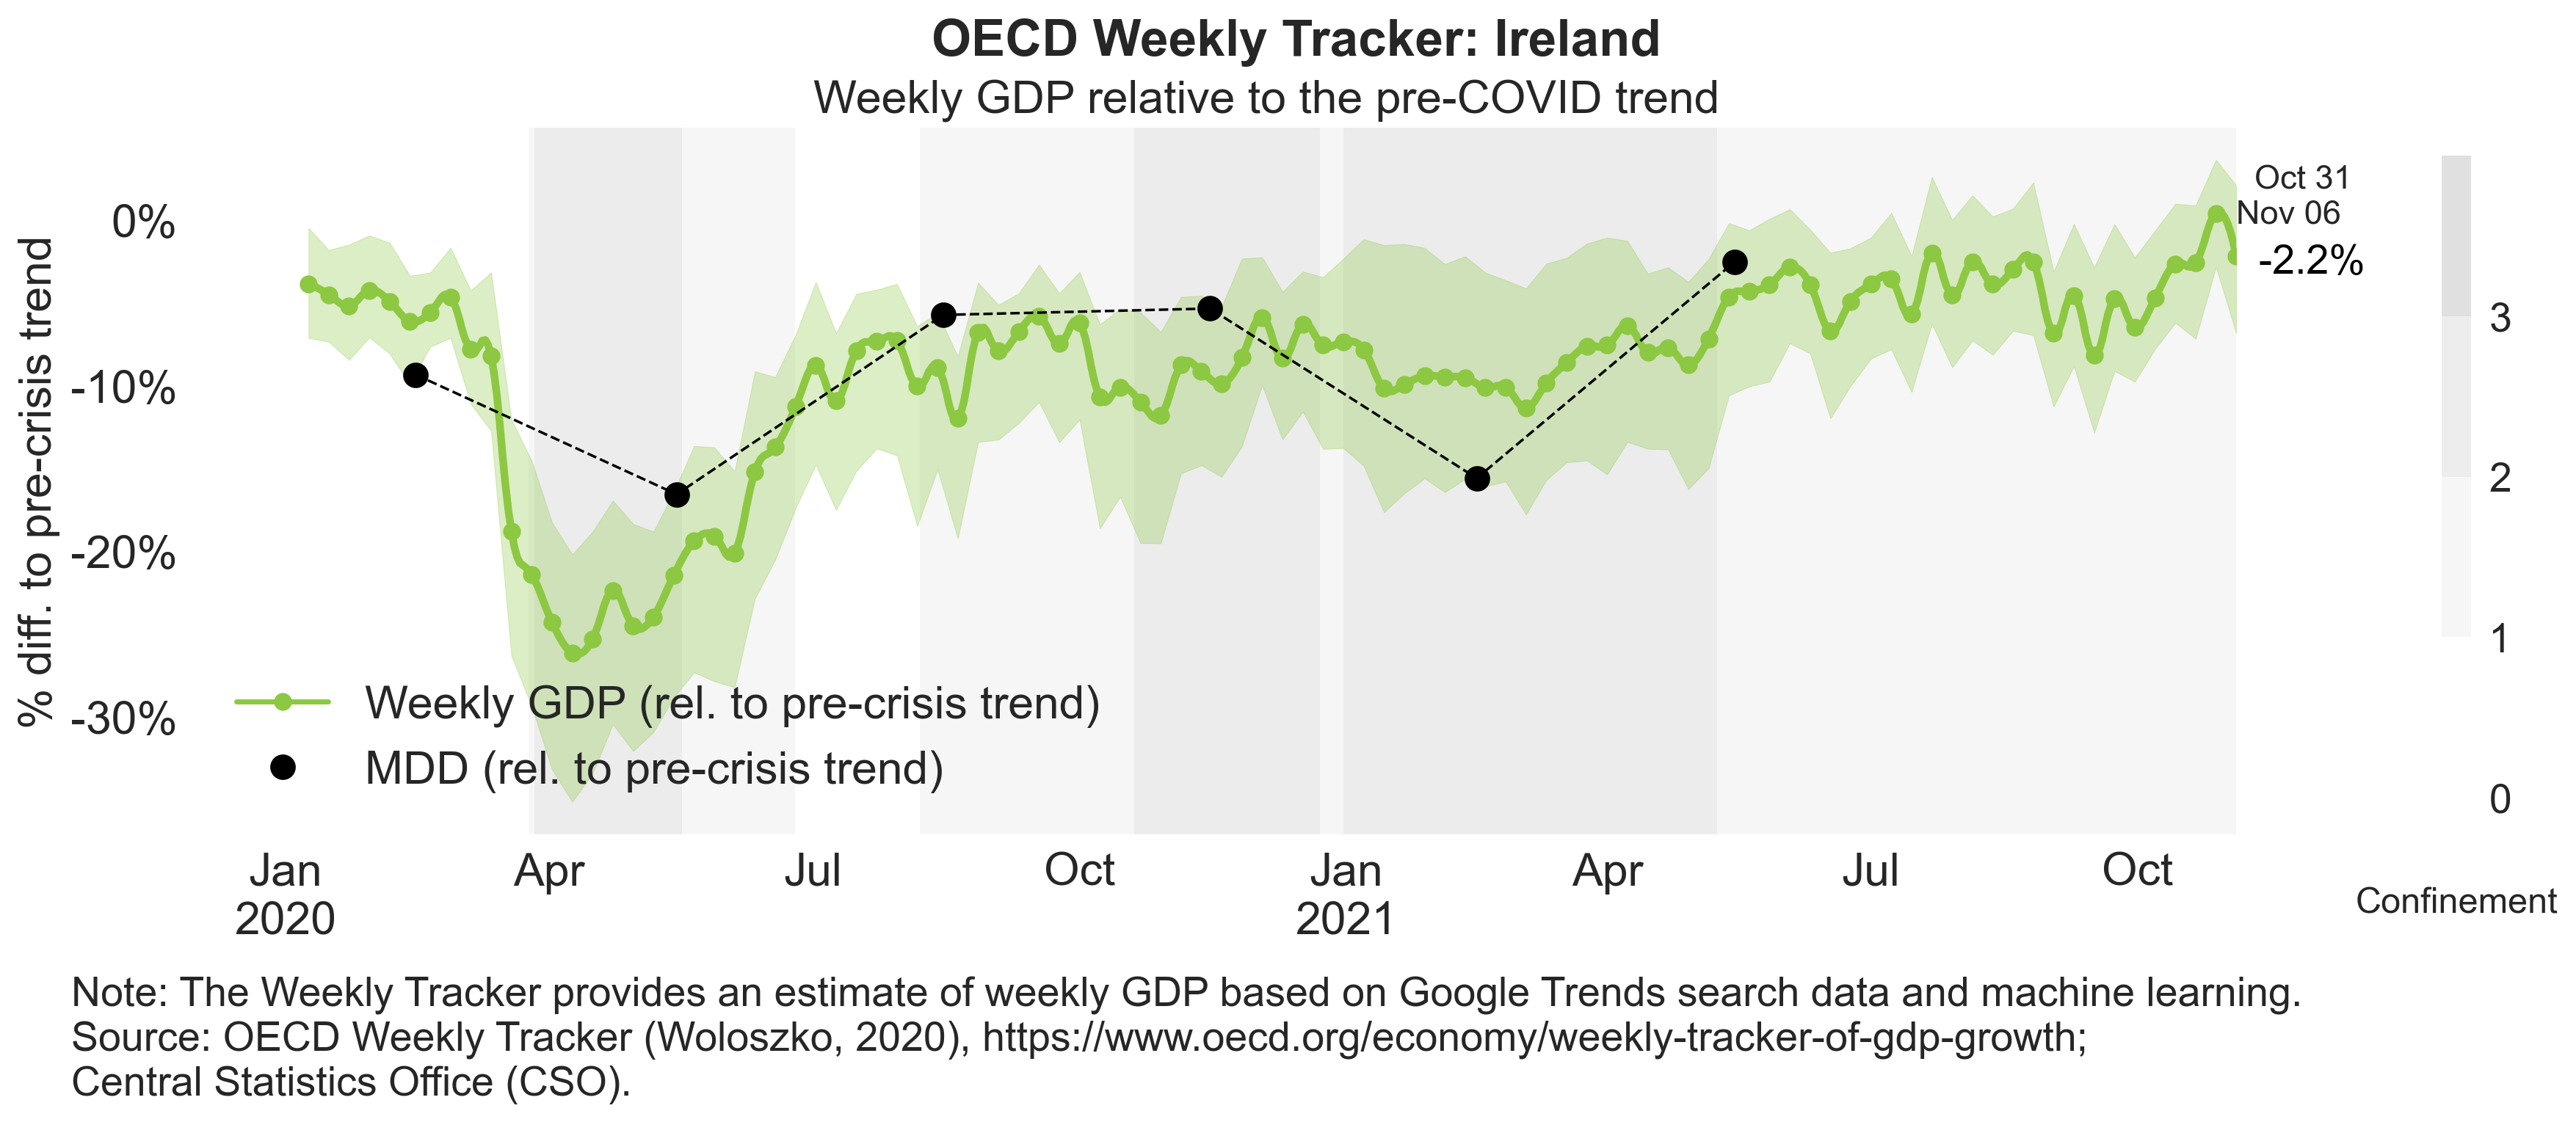 OECD Weekly Tracker: Ireland
Weekly GDP relative to the pre-COVID trend
% diff. to pre-crisis trend
0%
-10%
-20%
-30%
Oct 31
Nov 06
-2.2%
Weekly GDP (rel. to pre-crisis trend)
MDD (rel. to pre-crisis trend)
3
2
1
0
Confinement
Jan
2020
Apr
Jul
Oct
Jan
2021
Apr
Jul
Oct
Note: The Weekly Tracker provides an estimate of weekly GDP based on Google Trends search data and machine learning.
Source: OECD Weekly Tracker (Woloszko, 2020), https://www.oecd.org/economy/weekly-tracker-of-gdp-growth;
Central Statistics Office (CSO).